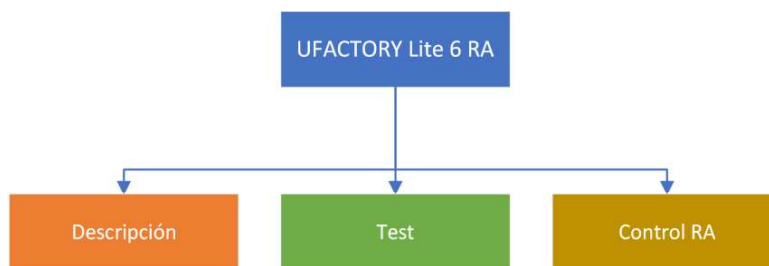 UFACTORY Lite 6 RA
Descripción
Test
Control RA